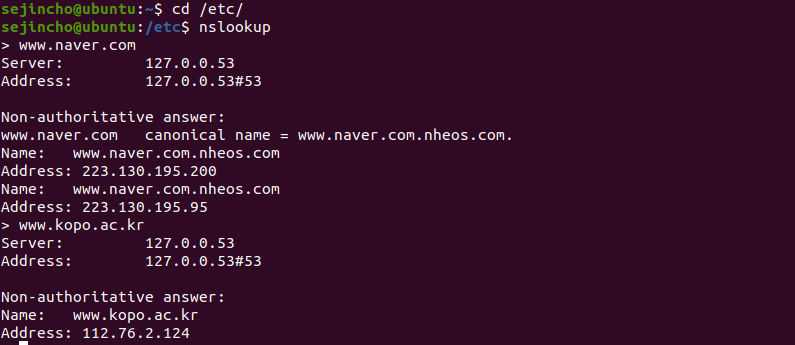 sejincho@ubuntu:~$ cd /etc/
sejincho@ubuntu:/etc$ nslookup
> www.naver.com
Server:         127.0.0.53
Address:        127.0.0.53#53

Non-authoritative answer:
www.naver.com   canonical name = www.naver.com.nheos.com.
Name:   www.naver.com.nheos.com
Address: 223.130.195.200
Name:   www.naver.com.nheos.com
Address: 223.130.195.95
> www.kopo.ac.kr
Server:         127.0.0.53
Address:        127.0.0.53#53

Non-authoritative answer:
Name:   www.kopo.ac.kr
Address: 112.76.2.124